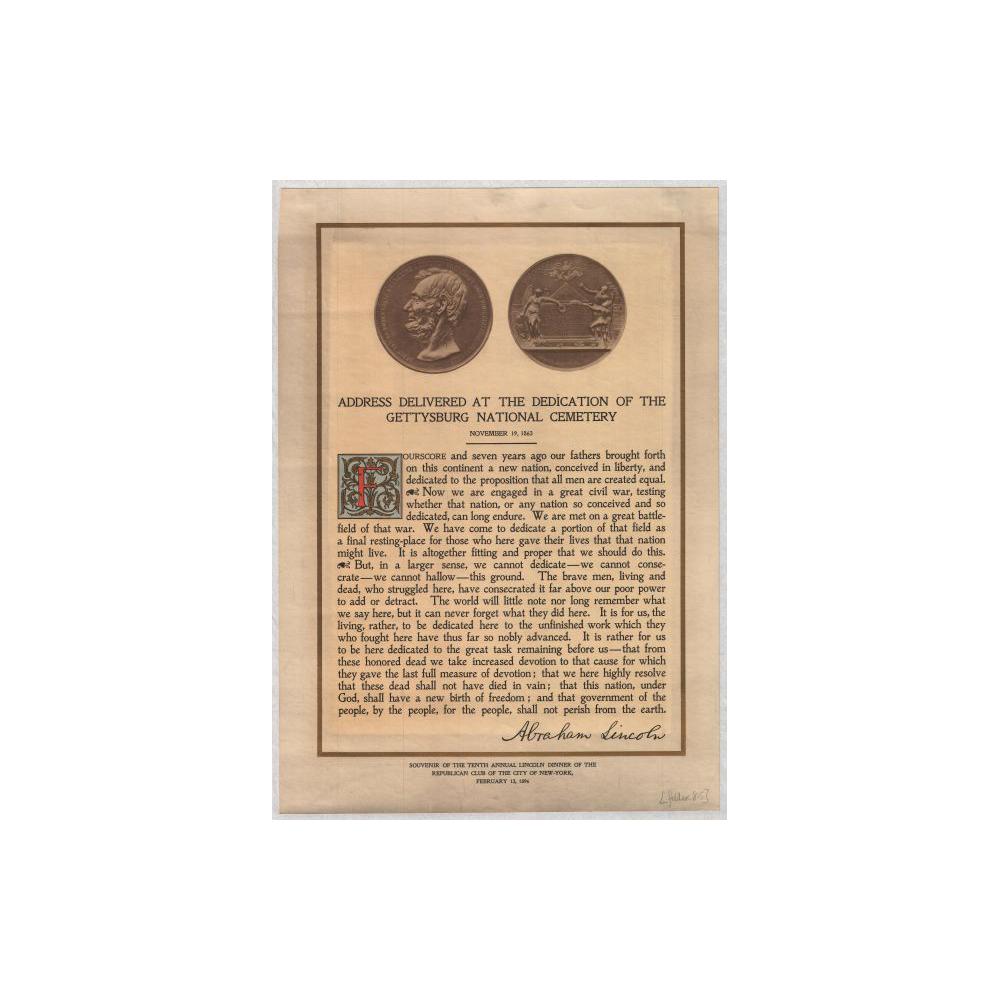 ADDRESS DELIVERED AT THE DEDICATION OF THE
GETTYSBURG NATIONAL CEMETERY
NOVEMBER 19, 1863
FOURSCORE and seven years ago our fathers brought forth
on this continent a new nation, conceived in liberty, and
dedicated to the proposition that all men are created equal.
Now we are engaged in a great civil war, testing
whether that nation, or any nation so conceived and so
dedicated, can long endure. We are met on a great battle-
field of that war. We have come to dedicate a portion of that field as
a final resting-place for those who here gave their lives that that nation
might live. It is altogether fitting and proper that we should do this.
But, in a larger sense, we cannot dedicate—we cannot conse-
crate—we cannot hallow—this ground. The brave men, living and
dead, who struggled here, have consecrated it far above our poor power
to add or detract. The world will little note nor long remember what
we say here, but it can never forget what they did here. It is for us, the
living, rather, to be dedicated here to the unfinished work which they
who fought here have thus far so nobly advanced. It is rather for us
to be here dedicated to the great task remaining before us—that from
these honored dead we take increased devotion to that cause for which
they gave the last full measure of devotion; that we here highly resolve
that these dead shall not have died in vain; that this nation, under
God, shall have a new birth of freedom; and that government of the
people, by the people, for the people, shall not perish from the earth.
Abraham Lincoln
SOUVENIR OF THE TENTH ANNUAL LINCOLN DINNER OF THE
REPUBLICAN CLUB OF THE CITY OF NEW-YORK,
FEBRUARY 12, 1896